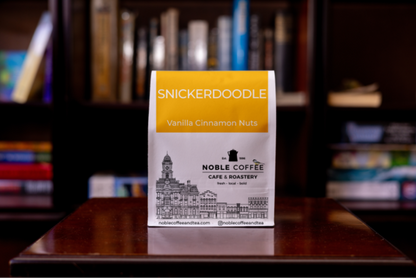 SNICKERDOODLE
Vanilla Cinnamon Nuts
NOBLE COFFEE
CAFE & ROASTERY
noblecoffeeandtea.com @noblecoffeeandtea